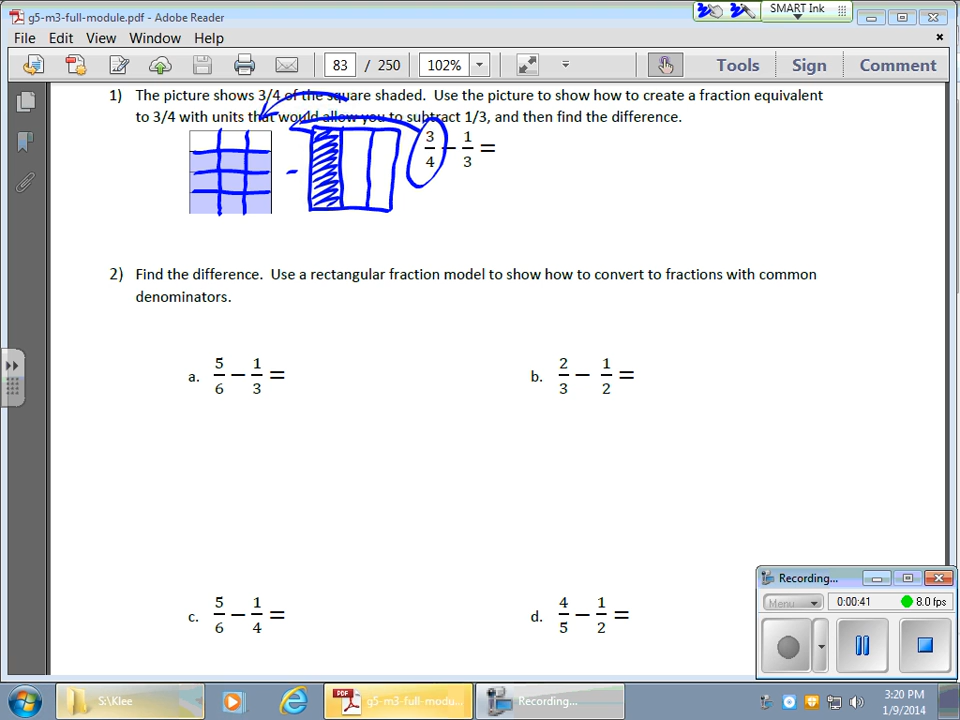 g5-m3-full-module.pdf - Adobe Reader
SMART Ink
File Edit View Window Help
83 / 250 102% Tools Sign Comment
1) The picture shows 3/4 of the square shaded. Use the picture to show how to create a fraction equivalent
to 3/4 with units that would allow you to subtract 1/3, and then find the difference.
3/4 − 1/3 =
2) Find the difference. Use a rectangular fraction model to show how to convert to fractions with common
denominators.
a. 5/6 − 1/3 =
b. 2/3 − 1/2 =
c. 5/6 − 1/4 =
d. 4/5 − 1/2 =
Recording...
Menu 0:00:41 8.0 fps
S:\Klee
PDF g5-m3-full-modu...
Recording...
3:20 PM
1/9/2014